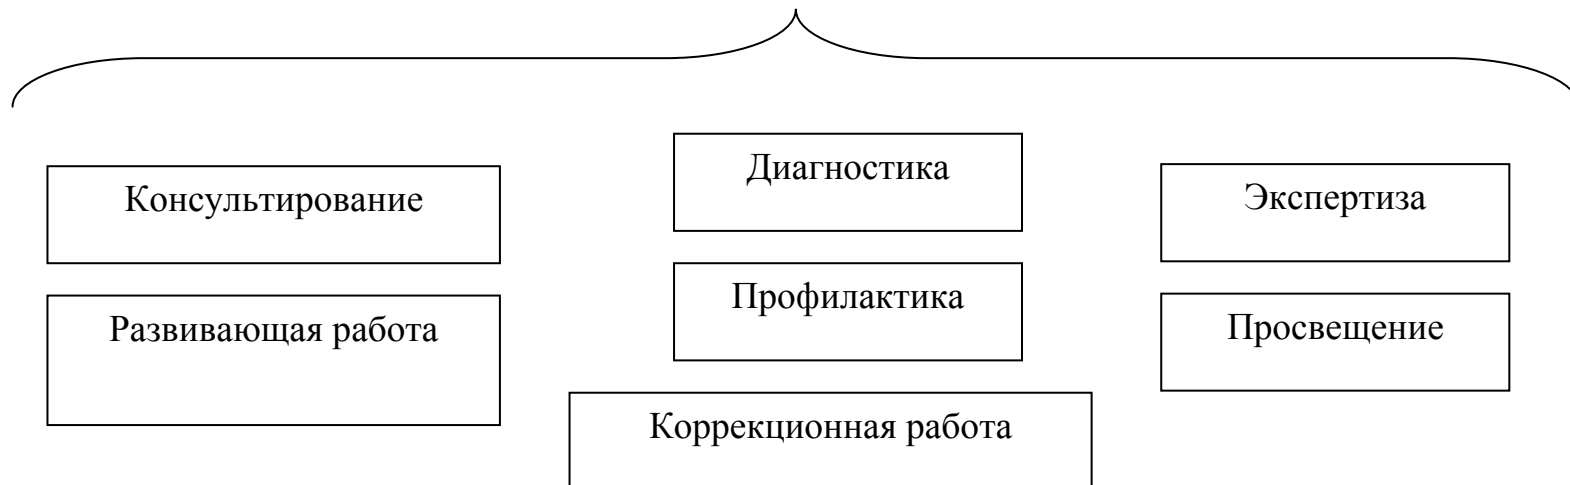 Консультирование
Диагностика
Экспертиза
Развивающая работа
Профилактика
Просвещение
Коррекционная работа